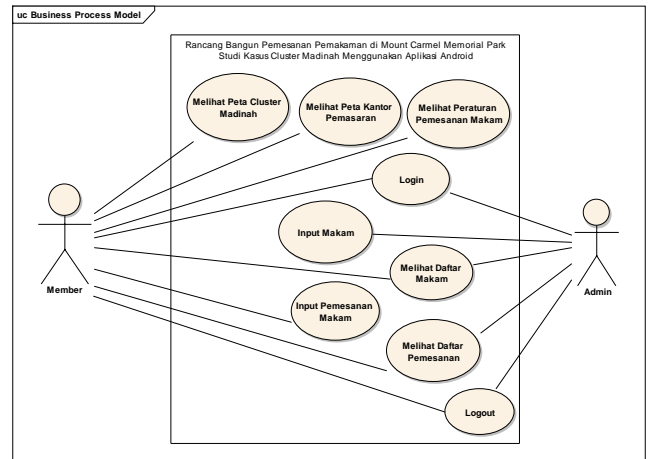 uc Business Process Model
Rancang Bangun Pemesanan Pemakaman di Mount Carmel Memorial Park
Studi Kasus Cluster Madinah Menggunakan Aplikasi Android
Melihat Peta Cluster
Madinah
Melihat Peta Kantor
Pemasaran
Melihat Peraturan
Pemesanan Makam
Login
Input Makam
Melihat Daftar
Makam
Member
Admin
Input Pemesanan
Makam
Melihat Daftar
Pemesanan
Logout